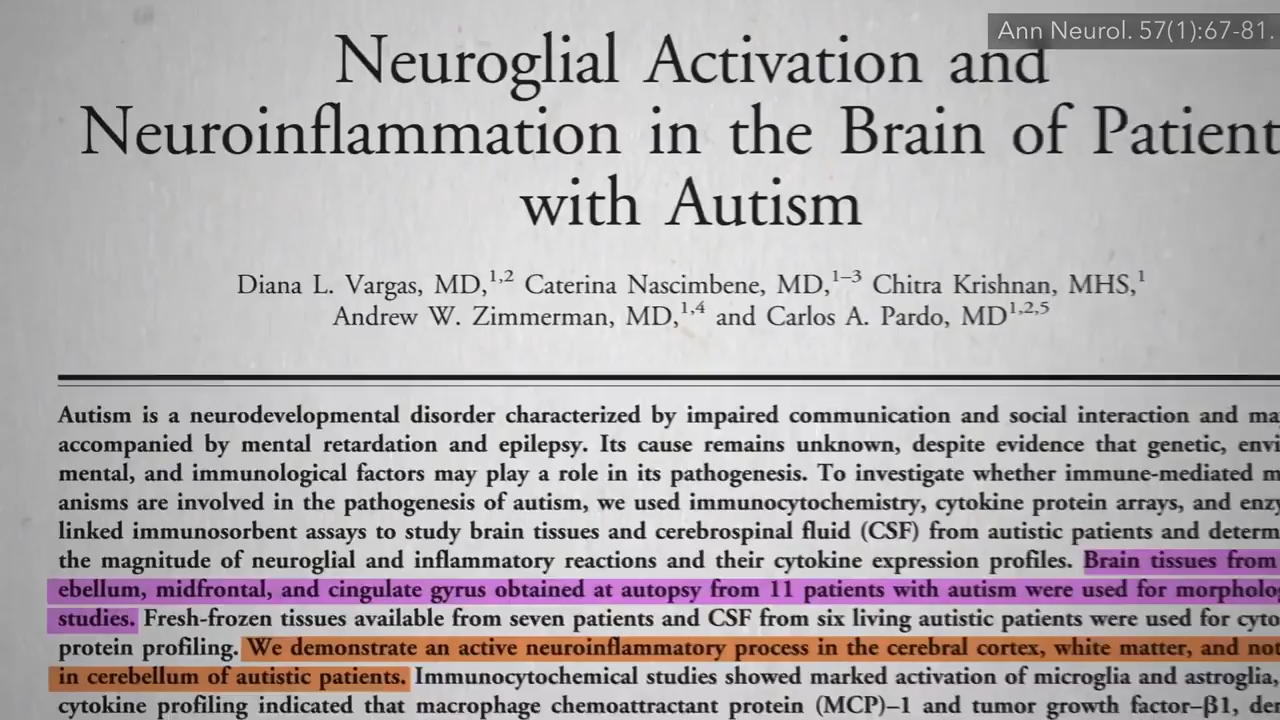 Ann Neurol. 57(1):67-81.
Neuroglial Activation and
Neuroinflammation in the Brain of Patient
with Autism
Diana L. Vargas, MD,1,2 Caterina Nascimbene, MD,1–3 Chitra Krishnan, MHS,1
Andrew W. Zimmerman, MD,1,4 and Carlos A. Pardo, MD1,2,5
Autism is a neurodevelopmental disorder characterized by impaired communication and social interaction and ma
accompanied by mental retardation and epilepsy. Its cause remains unknown, despite evidence that genetic, envi
mental, and immunological factors may play a role in its pathogenesis. To investigate whether immune-mediated m
anisms are involved in the pathogenesis of autism, we used immunocytochemistry, cytokine protein arrays, and enzy
linked immunosorbent assays to study brain tissues and cerebrospinal fluid (CSF) from autistic patients and determ
the magnitude of neuroglial and inflammatory reactions and their cytokine expression profiles. Brain tissues from
ebellum, midfrontal, and cingulate gyrus obtained at autopsy from 11 patients with autism were used for morpholog
studies. Fresh-frozen tissues available from seven patients and CSF from six living autistic patients were used for cyto
protein profiling. We demonstrate an active neuroinflammatory process in the cerebral cortex, white matter, and not
in cerebellum of autistic patients. Immunocytochemical studies showed marked activation of microglia and astroglia,
cytokine profiling indicated that macrophage chemoattractant protein (MCP)–1 and tumor growth factor–β1, der